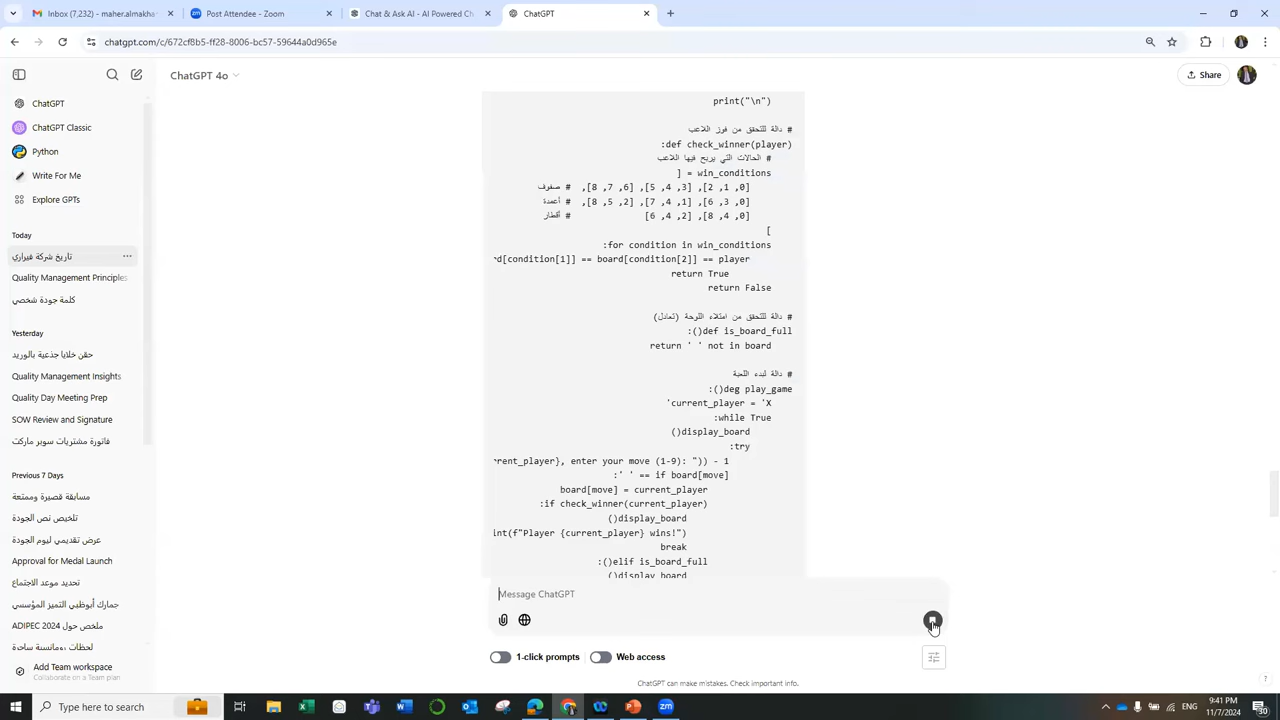 Inbox (7,232) - maher.almakha
Post Attendee - Zoom
Chat & Ask AI - AI Powered Ch
ChatGPT
chatgpt.com/c/672cf8b5-ff28-8006-bc57-59644a0d965e
ChatGPT 4o
Share
ChatGPT
ChatGPT Classic
Python
Write For Me
Explore GPTs
Today
تاريخ شركة فيراري
Quality Management Principles
كلمة جودة شخصي
Yesterday
حقن خلايا جذعية بالوريد
Quality Management Insights
Quality Day Meeting Prep
SOW Review and Signature
فاتورة مشتريات سوبر ماركت
Previous 7 Days
مسابقة قصيرة وممتعة
تلخيص نص الجودة
عرض تقديمي ليوم الجودة
Approval for Medal Launch
تحديد موعد الاجتماع
جمارك أبوظبي التميز المؤسسي
ملخص حول ADIPEC 2024
لحظات رومانسية ساحرة
Add Team workspace
Collaborate on a Team plan
print("\n")
# دالة للتحقق من فوز اللاعب
:def check_winner(player)
# الحالات التي يربح فيها اللاعب
] = win_conditions
[0, 1, 2], [3, 4, 5], [6, 7, 8], # صفوف
[0, 3, 6], [1, 4, 7], [2, 5, 8], # أعمدة
[0, 4, 8], [2, 4, 6] # أقطار
[
:for condition in win_conditions
d[condition[1]] == board[condition[2]] == player
return True
return False
# دالة للتحقق من امتلاء اللوحة (تعادل)
:()def is_board_full
return ' ' not in board
# دالة لبدء اللعبة
:()deg play_game
'current_player = 'X
:while True
()display_board
:try
rrent_player}, enter your move (1-9): ")) - 1
:' ' == if board[move]
board[move] = current_player
:if check_winner(current_player)
()display_board
int(f"Player {current_player} wins!")
break
:()elif is_board_full
()display_board
Message ChatGPT
1-click prompts
Web access
ChatGPT can make mistakes. Check important info.
?
Type here to search
ENG
9:41 PM
11/7/2024